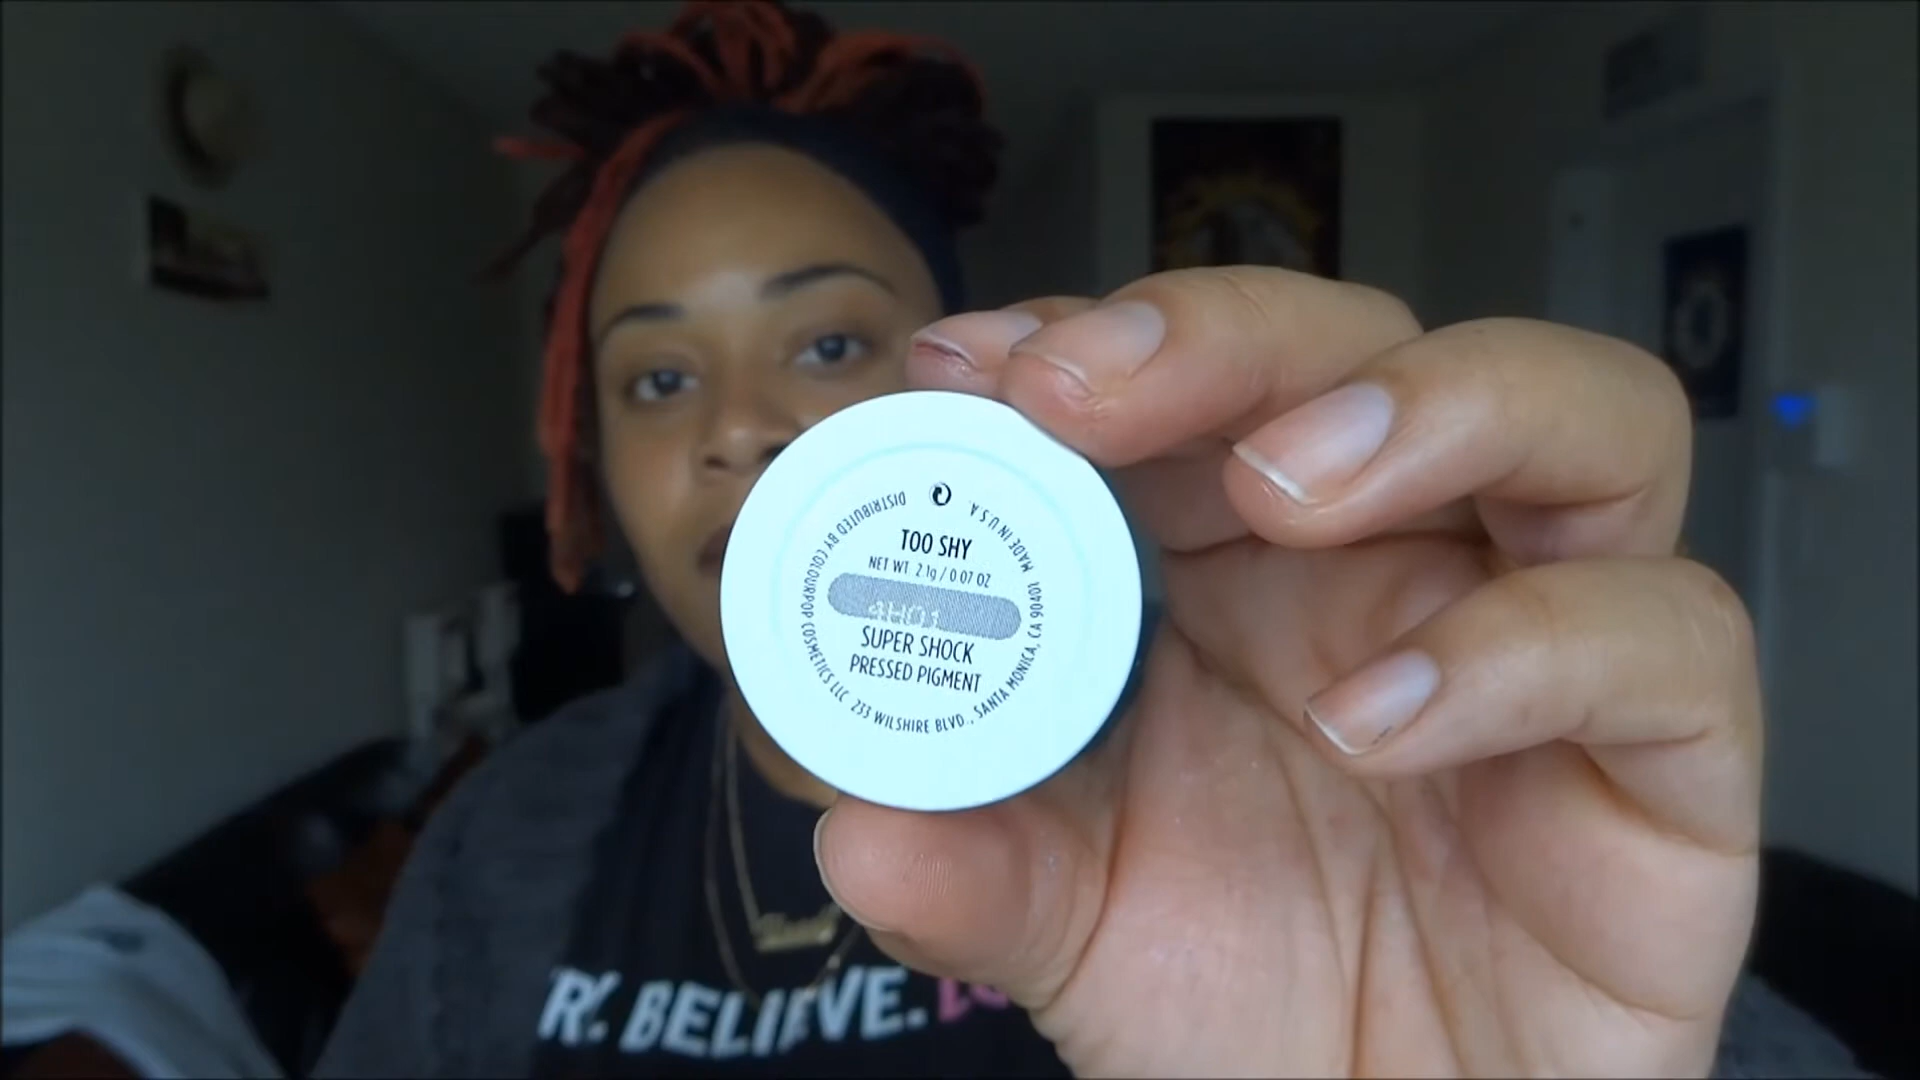 TOO SHY
NET WT 2.1g / 0.07 OZ
SUPER SHOCK
PRESSED PIGMENT
DISTRIBUTED BY COLOURPOP COSMETICS LLC 233 WILSHIRE BLVD., SANTA MONICA, CA 90401 MADE IN U.S.A.
BELIEVE.